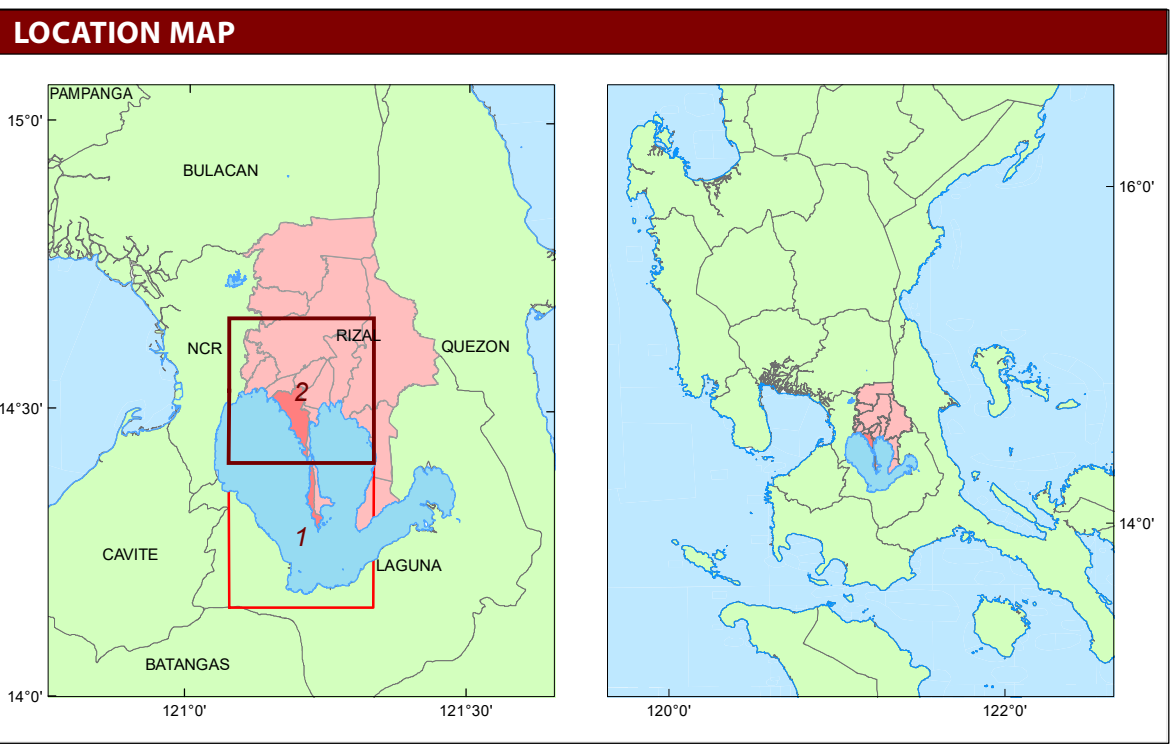 LOCATION MAP
PAMPANGA
15°0'
BULACAN
16°0'
RIZAL
NCR
QUEZON
2
14°30'
14°0'
1
CAVITE
LAGUNA
BATANGAS
14°0'
121°0'
121°30'
120°0'
122°0'